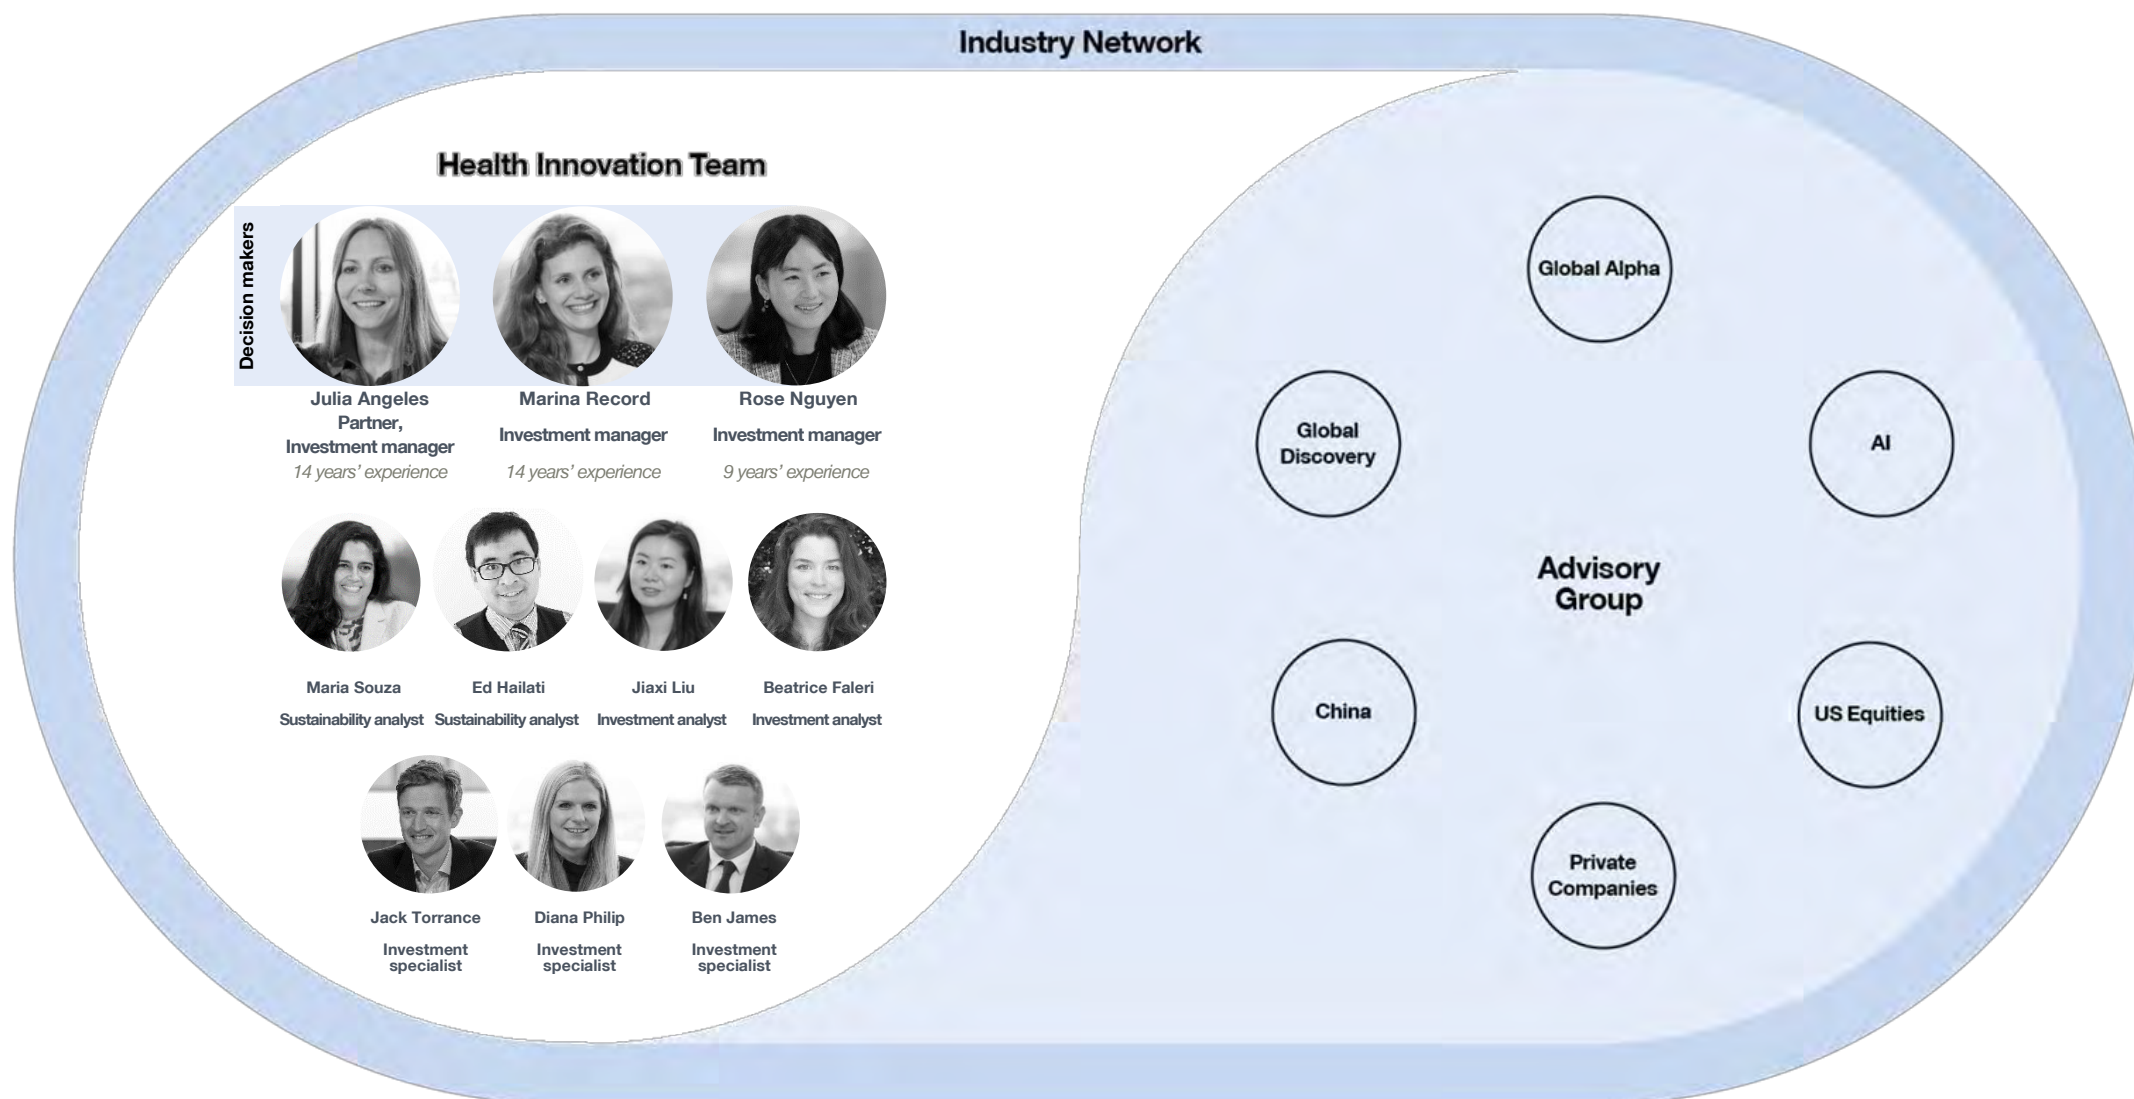 Industry Network
Health Innovation Team
Decision makers
Julia Angeles
Partner,
Investment manager
14 years’ experience
Marina Record
Investment manager
14 years’ experience
Rose Nguyen
Investment manager
9 years’ experience
Maria Souza
Sustainability analyst
Ed Hailati
Sustainability analyst
Jiaxi Liu
Investment analyst
Beatrice Faleri
Investment analyst
Jack Torrance
Investment
specialist
Diana Philip
Investment
specialist
Ben James
Investment
specialist
Global Alpha
Global
Discovery
AI
Advisory
Group
China
US Equities
Private
Companies